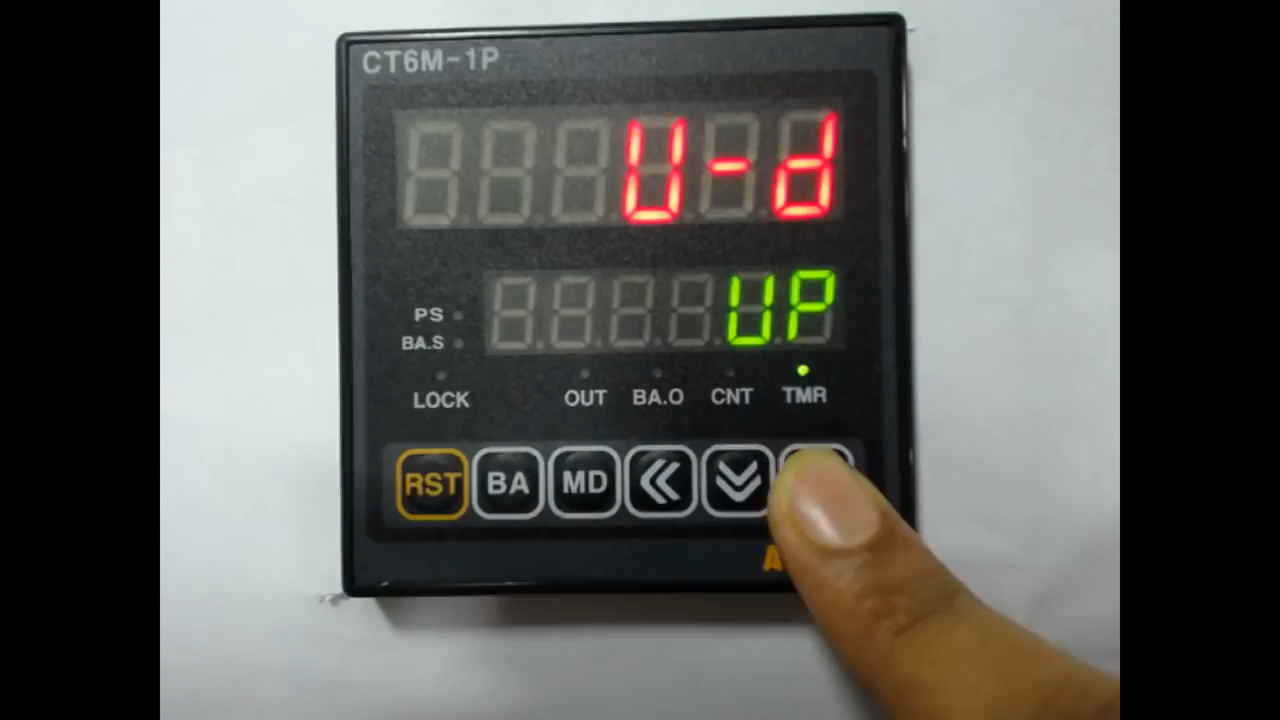 CT6M-1P
U-d
UP
PS
BA.S
LOCK OUT BA.O CNT TMR
RST BA MD
A